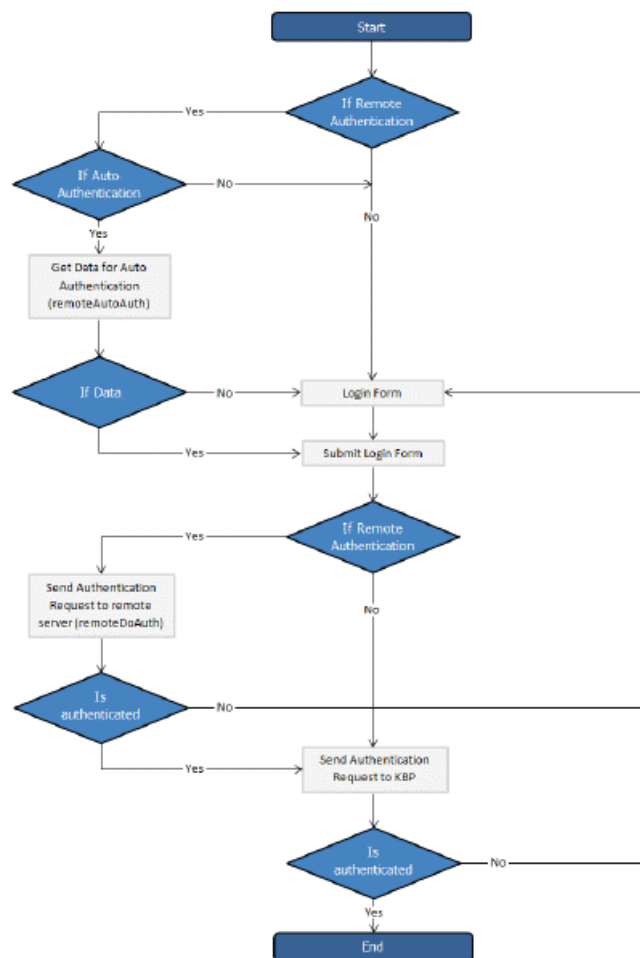 Start
If Remote
Authentication
Yes
If Auto
Authentication
No
No
Yes
Get Data for Auto
Authentication
(remoteAutoAuth)
If Data
No
Login Form
Yes
Submit Login Form
If Remote
Authentication
Yes
Send Authentication
Request to remote
server (remoteDoAuth)
No
Is
authenticated
No
Yes
Send Authentication
Request to KBP
Is
authenticated
No
Yes
End